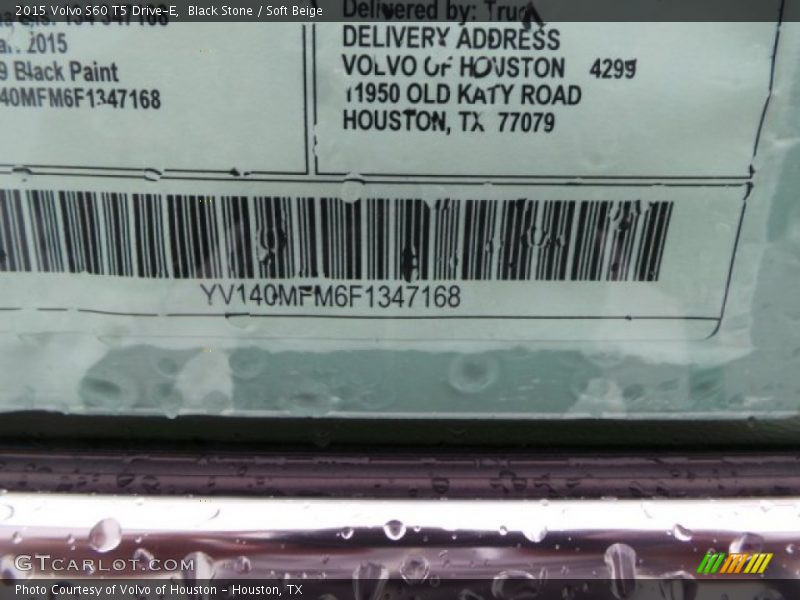 2015 Volvo S60 T5 Drive-E, Black Stone / Soft Beige
Delivered by: Truck
2015
9 Black Paint
40MFM6F1347168
DELIVERY ADDRESS
VOLVO OF HOUSTON 4299
11950 OLD KATY ROAD
HOUSTON, TX 77079
YV140MFM6F1347168
GTCARLOT.COM
Photo Courtesy of Volvo of Houston - Houston, TX